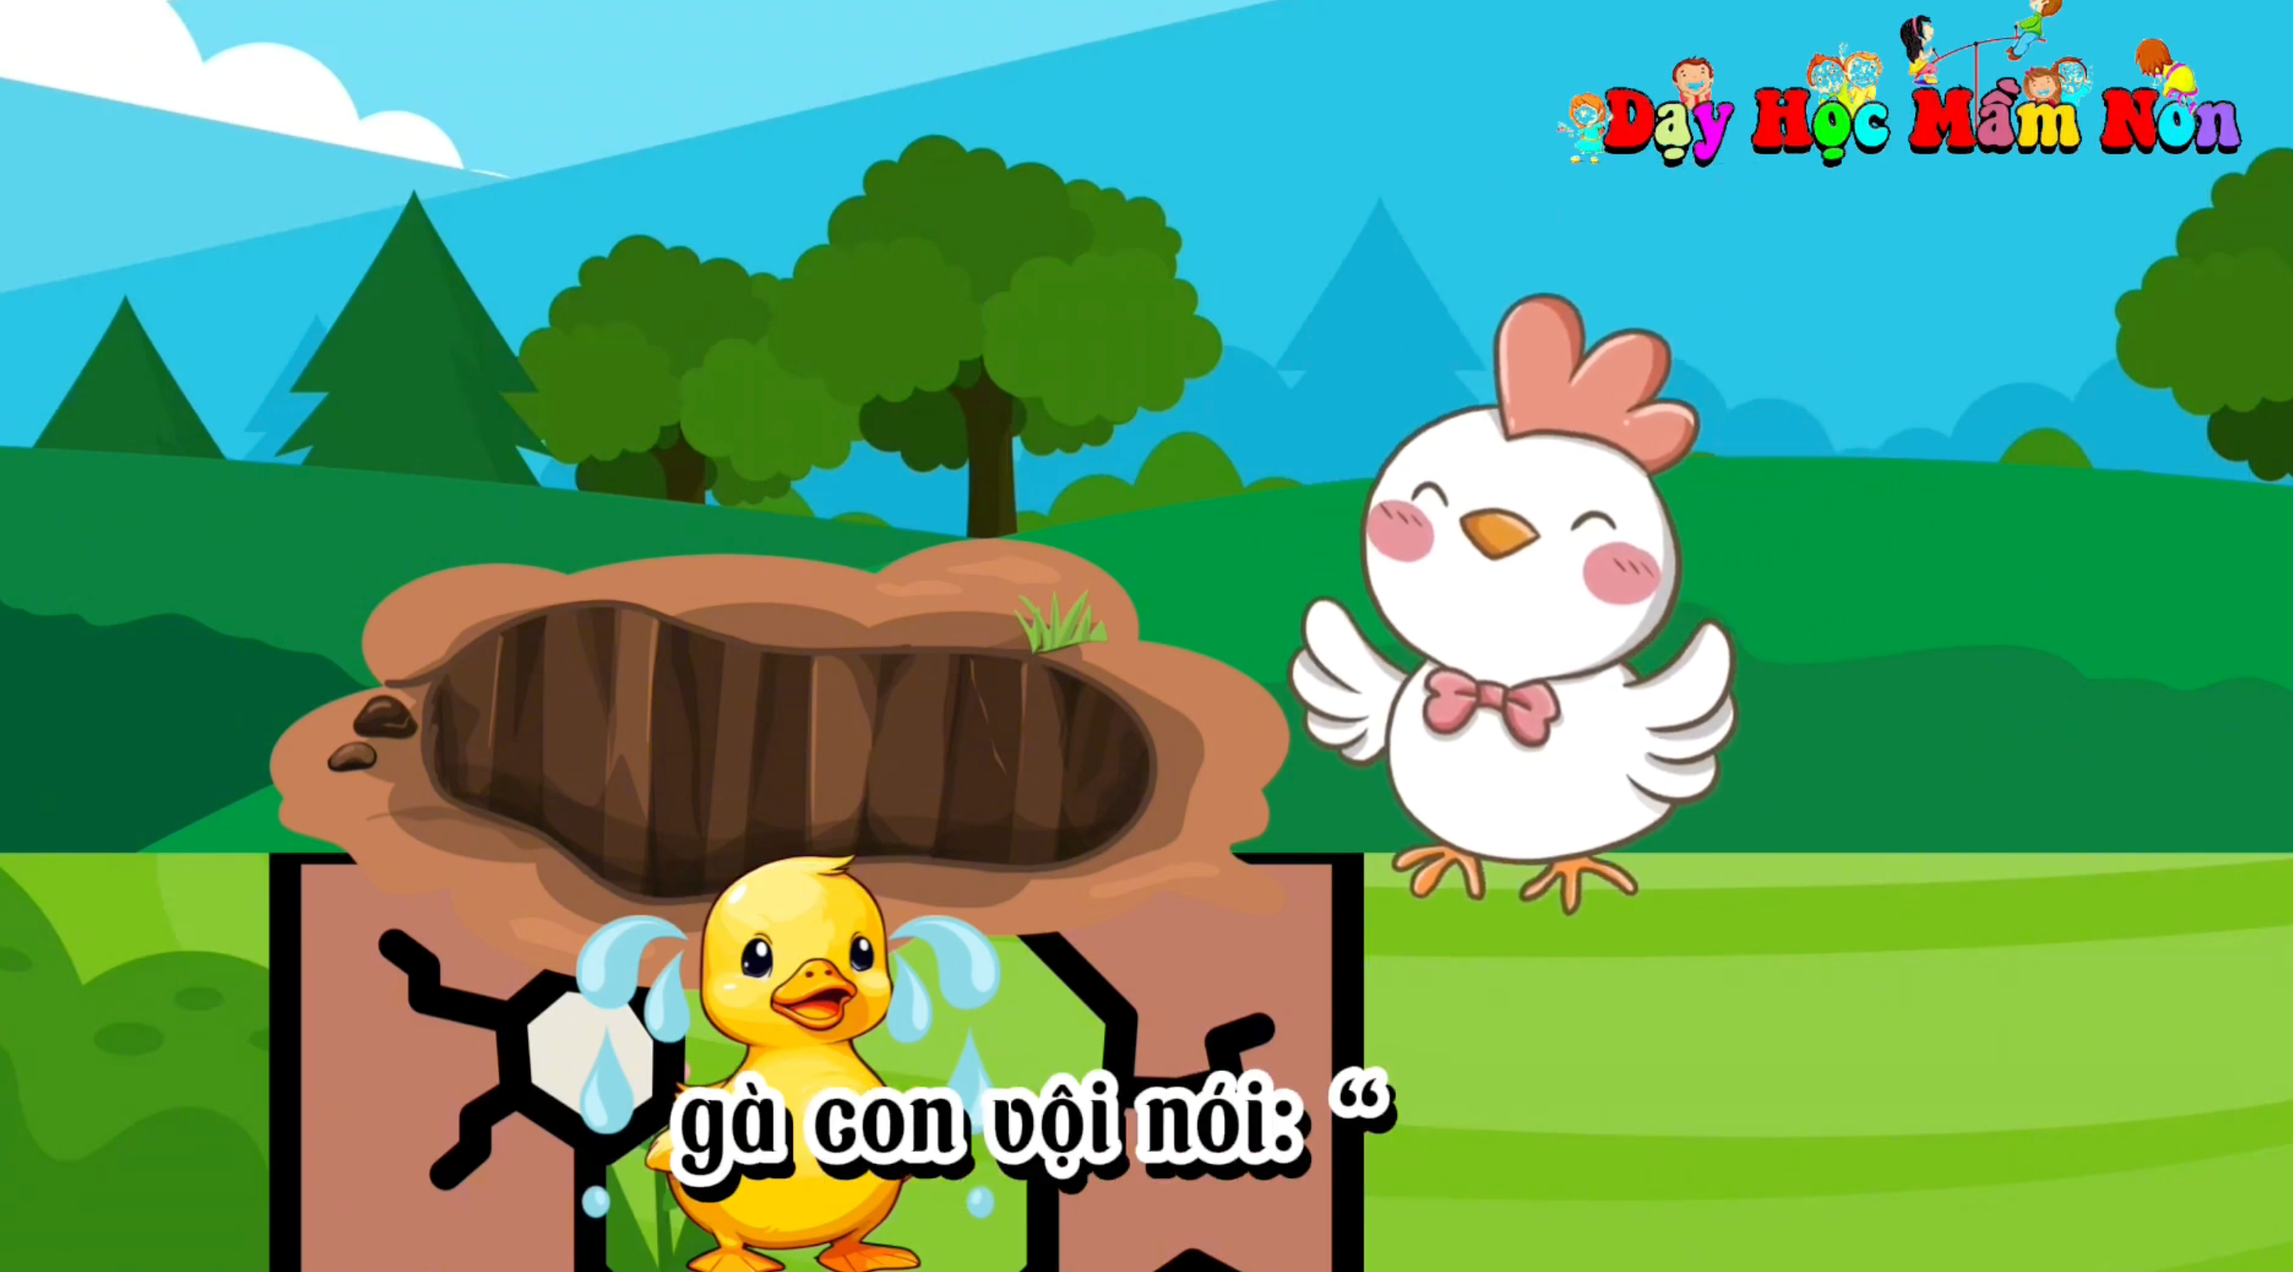 Dạy Học Mầm Non
gà con vội nói: “